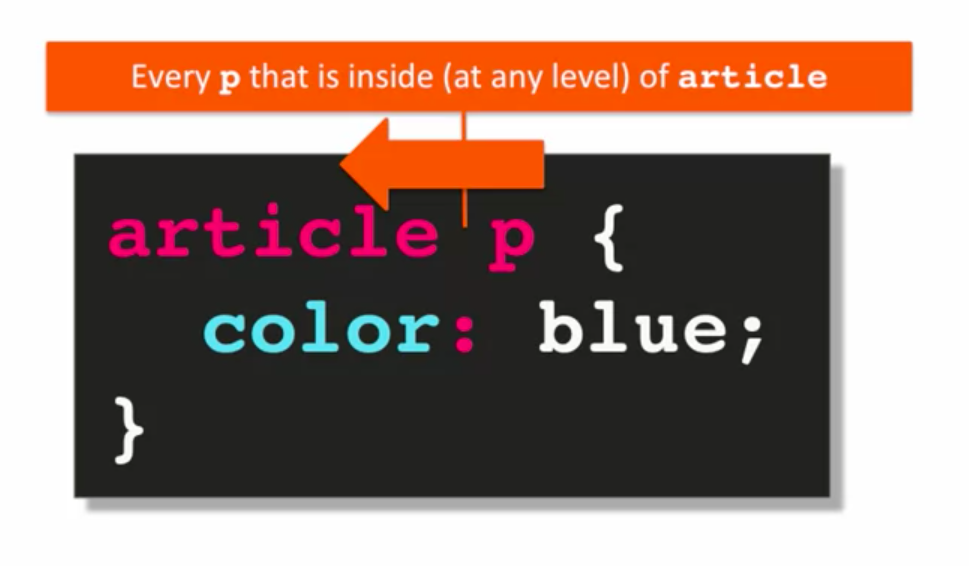 Every p that is inside (at any level) of article
article p {
color: blue;
}